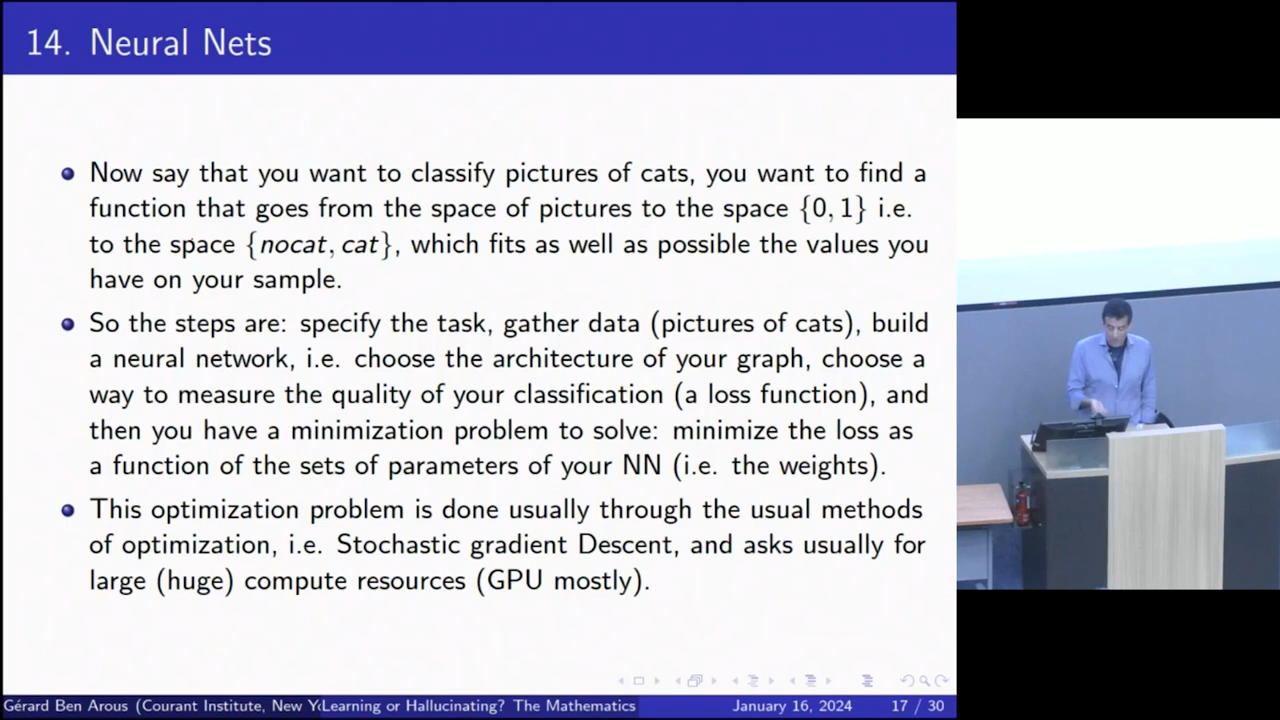 14. Neural Nets
Now say that you want to classify pictures of cats, you want to find a
function that goes from the space of pictures to the space {0, 1} i.e.
to the space {nocat, cat}, which fits as well as possible the values you
have on your sample.
So the steps are: specify the task, gather data (pictures of cats), build
a neural network, i.e. choose the architecture of your graph, choose a
way to measure the quality of your classification (a loss function), and
then you have a minimization problem to solve: minimize the loss as
a function of the sets of parameters of your NN (i.e. the weights).
This optimization problem is done usually through the usual methods
of optimization, i.e. Stochastic gradient Descent, and asks usually for
large (huge) compute resources (GPU mostly).
Gérard Ben Arous (Courant Institute, New Y Learning or Hallucinating? The Mathematics January 16, 2024 17 / 30